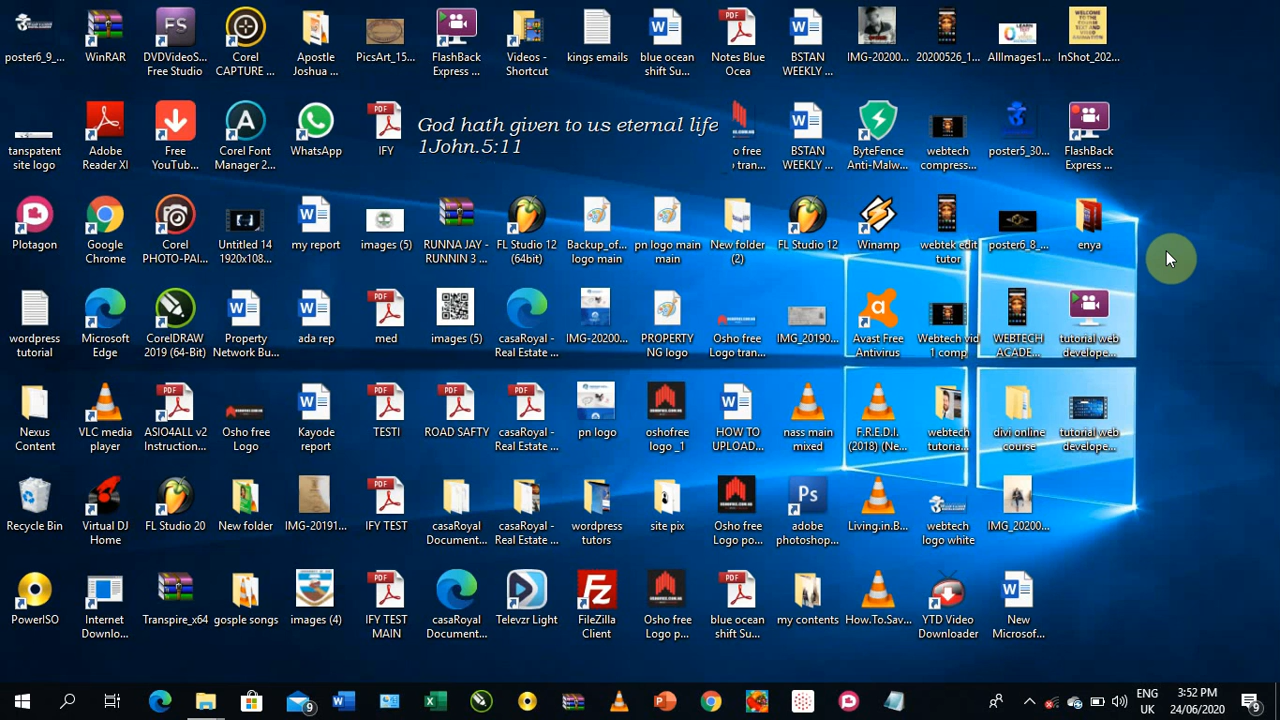 poster6_9_...
WinRAR
DVDVideoS...
Free Studio
Corel
CAPTURE ...
Apostle
Joshua ...
PicsArt_15...
FlashBack
Express ...
Videos -
Shortcut
kings emails
blue ocean
shift Su...
Notes Blue
Ocea
BSTAN
WEEKLY ...
IMG-20200...
20200526_1...
AllImages1...
InShot_202...
tanspatent
site logo
Adobe
Reader XI
Free
YouTub...
Corel Font
Manager 2...
WhatsApp
IFY
God hath given to us eternal life
1John.5:11
o free
o tran...
BSTAN
WEEKLY ...
ByteFence
Anti-Malw...
webtech
compress...
poster5_30...
FlashBack
Express ...
Plotagon
Google
Chrome
Corel
PHOTO-PAI...
Untitled 14
1920x108...
my report
images (5)
RUNNA JAY -
RUNNIN 3 ...
FL Studio 12
(64bit)
Backup_of...
logo main
pn logo main
main
New folder
(2)
FL Studio 12
Winamp
webtek edit
tutor
poster6_8_...
enya
wordpress
tutorial
Microsoft
Edge
CorelDRAW
2019 (64-Bit)
Property
Network Bu...
ada rep
med
images (5)
casaRoyal -
Real Estate ...
IMG-20200...
PROPERTY
NG logo
Osho free
Logo tran...
IMG_20190...
Avast Free
Antivirus
Webtech vid
1 comp
WEBTECH
ACADE...
tutorial web
develope...
Nexus
Content
VLC media
player
ASIO4ALL v2
Instruction...
Osho free
Logo
Kayode
report
TESTI
ROAD SAFTY
casaRoyal -
Real Estate ...
pn logo
oshofree
logo _1
HOW TO
UPLOAD...
nass main
mixed
F.R.E.D.I.
(2018) (Ne...
webtech
tutoria...
divi online
course
tutorial web
develope...
Recycle Bin
Virtual DJ
Home
FL Studio 20
New folder
IMG-20191...
IFY TEST
casaRoyal
Document...
casaRoyal -
Real Estate ...
wordpress
tutors
site pix
Osho free
Logo po...
adobe
photoshop...
Living.in.B...
webtech
logo white
IMG_20200...
PowerISO
Internet
Downlo...
Transpire_x64
gosple songs
images (4)
IFY TEST
MAIN
casaRoyal
Document...
Televzr Light
FileZilla
Client
Osho free
Logo p...
blue ocean
shift Su...
my contents
How.To.Sav...
YTD Video
Downloader
New
Microsof...
9
ENG
UK
3:52 PM
24/06/2020
9